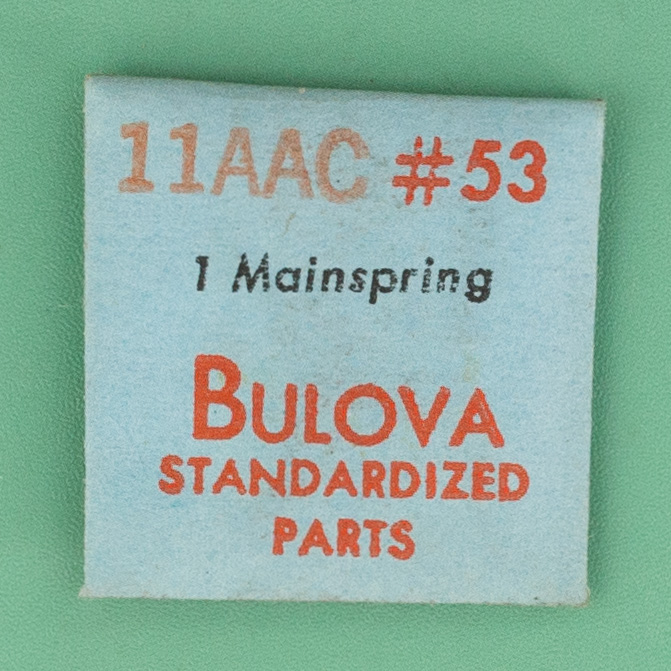 11AAC #53
1 Mainspring
BULOVA
STANDARDIZED
PARTS